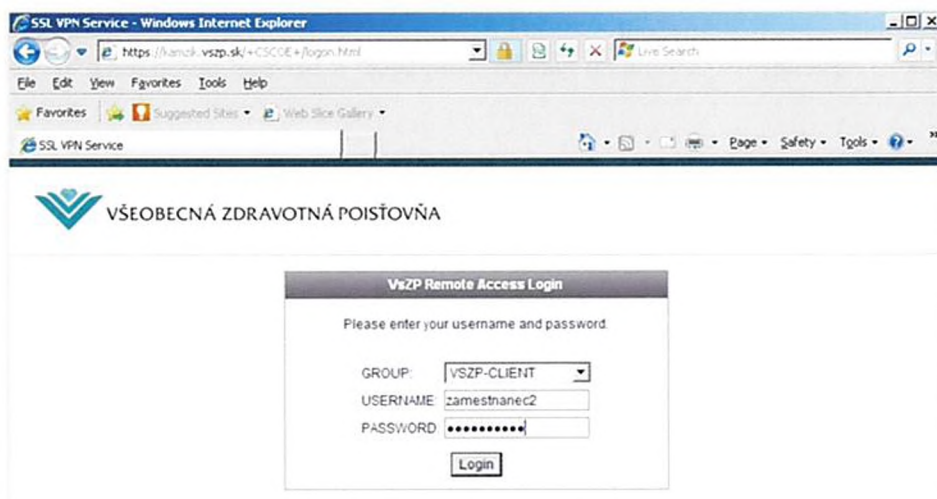 SSL VPN Service - Windows Internet Explorer
https://kamzik.vszp.sk/+CSCOE+/logon.html Live Search
File Edit View Favorites Tools Help
Favorites Suggested Sites Web Slice Gallery
SSL VPN Service Page Safety Tools
VŠEOBECNÁ ZDRAVOTNÁ POISŤOVŇA
VsZP Remote Access Login
Please enter your username and password.
GROUP: VSZP-CLIENT
USERNAME: zamestnanec2
PASSWORD ••••••••••
Login